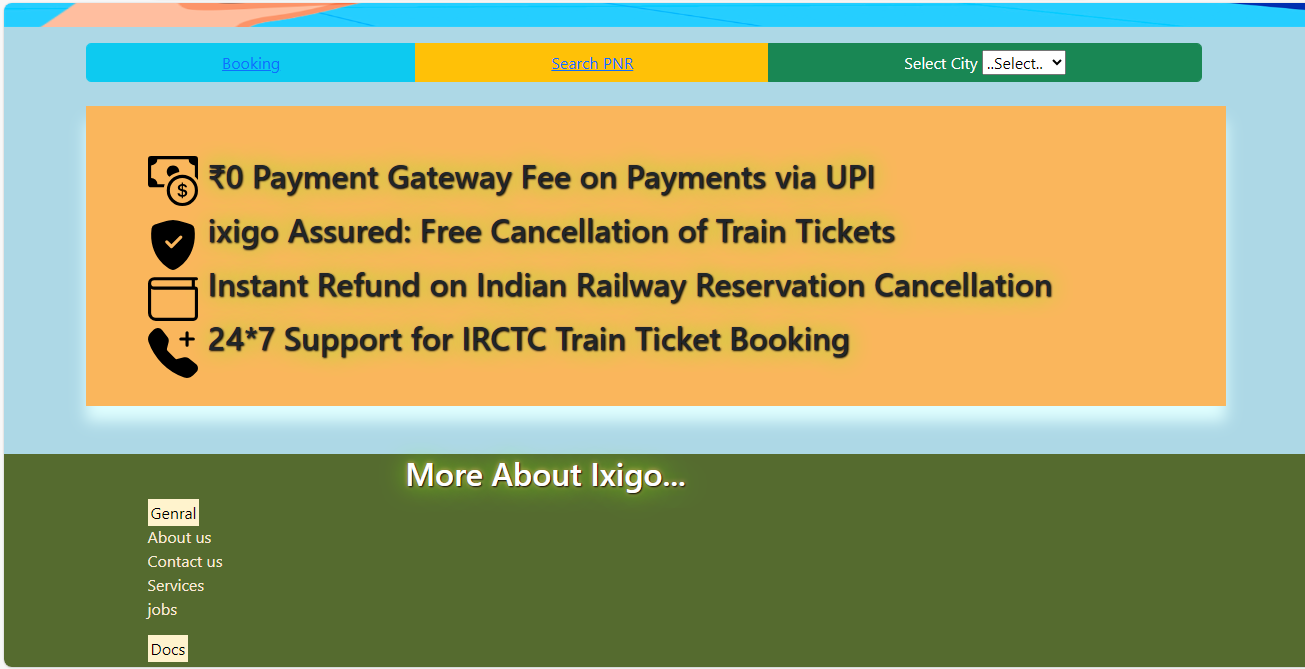 Booking Search PNR Select City ..Select..
₹0 Payment Gateway Fee on Payments via UPI
ixigo Assured: Free Cancellation of Train Tickets
Instant Refund on Indian Railway Reservation Cancellation
24*7 Support for IRCTC Train Ticket Booking
More About Ixigo...
Genral
About us
Contact us
Services
jobs
Docs